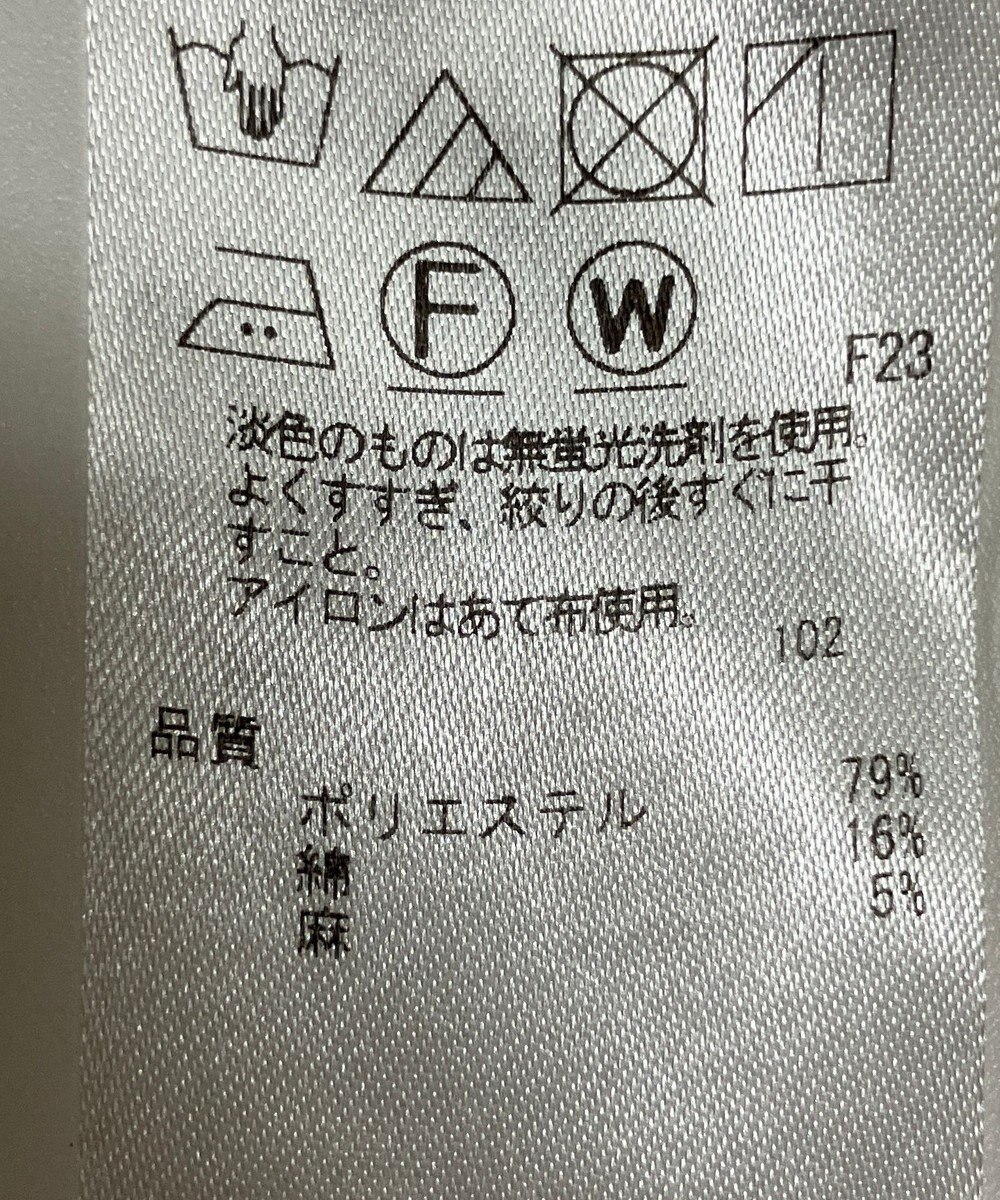 F W
F23
淡色のものは無蛍光洗剤を使用。
よくすすぎ、絞りの後すぐに干
すこと。
アイロンはあて布使用。
102
品質
ポリエステル 79%
綿 16%
麻 5%